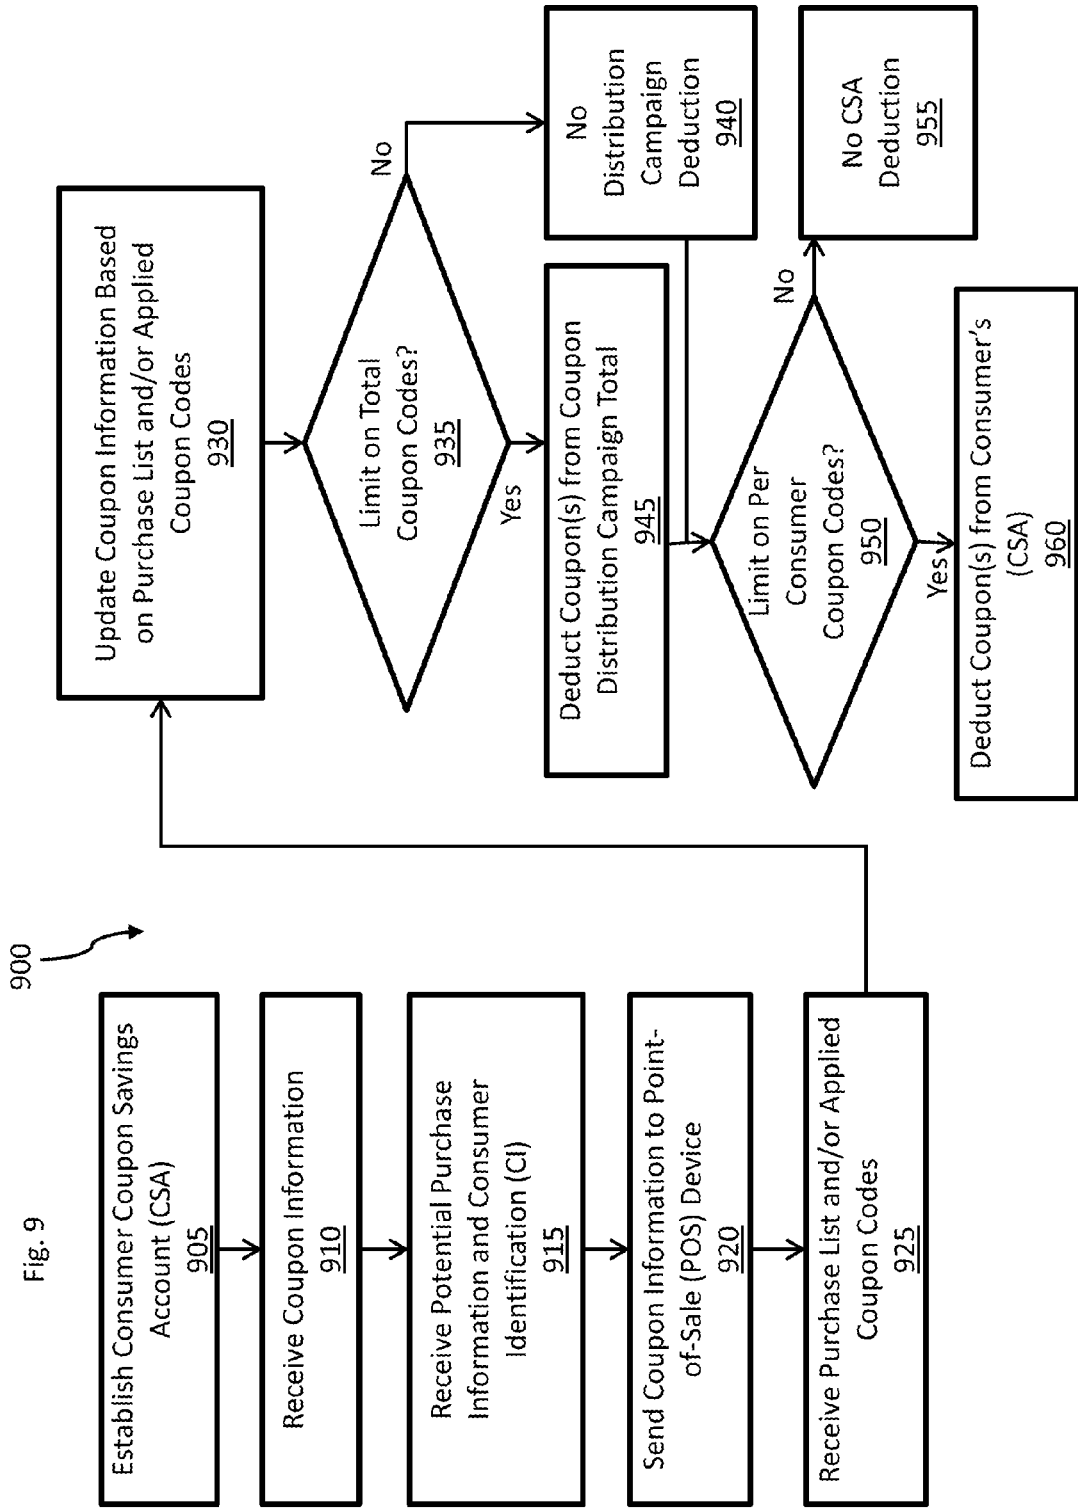 Fig. 9
900
Establish Consumer Coupon Savings
Account (CSA)
905
Receive Coupon Information
910
Receive Potential Purchase
Information and Consumer
Identification (CI)
915
Send Coupon Information to Point-
of-Sale (POS) Device
920
Receive Purchase List and/or Applied
Coupon Codes
925
Update Coupon Information Based
on Purchase List and/or Applied
Coupon Codes
930
Limit on Total
Coupon Codes?
935
No
Yes
No
Distribution
Campaign
Deduction
940
Deduct Coupon(s) from Coupon
Distribution Campaign Total
945
Limit on Per
Consumer
Coupon Codes?
950
No
Yes
No CSA
Deduction
955
Deduct Coupon(s) from Consumer's
(CSA)
960